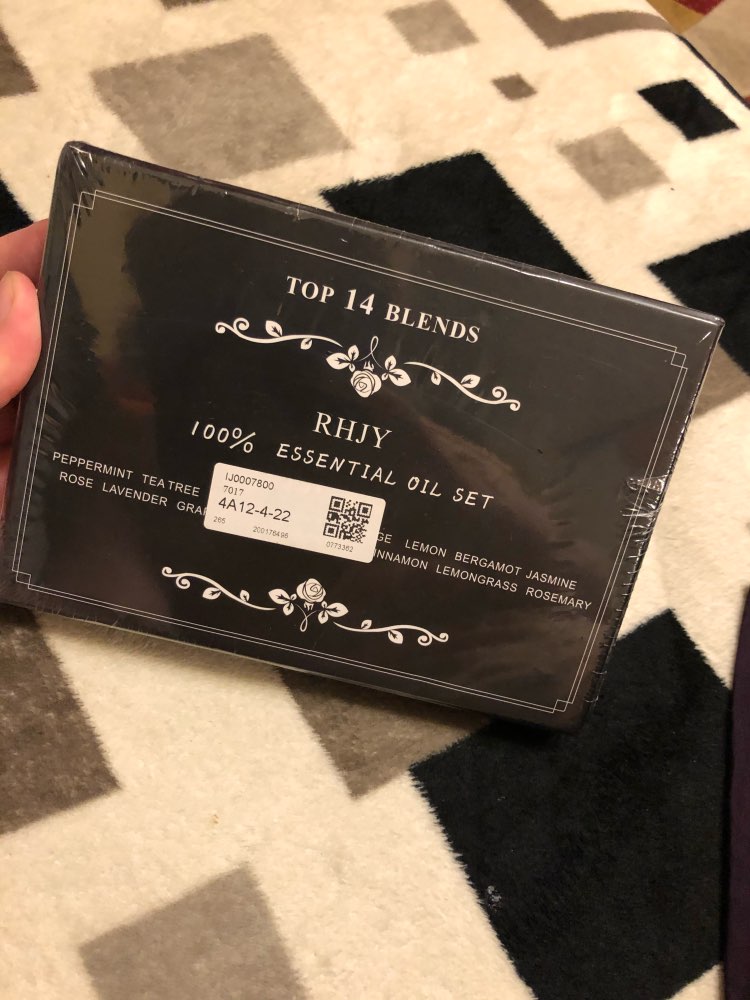 TOP 14 BLENDS
RHJY
100% ESSENTIAL OIL SET
PEPPERMINT TEA TREE
LEMON BERGAMOT JASMINE
ROSE LAVENDER
LEMONGRASS ROSEMARY
IJ0007800
7017
4A12-4-22
265 200176496 0773362